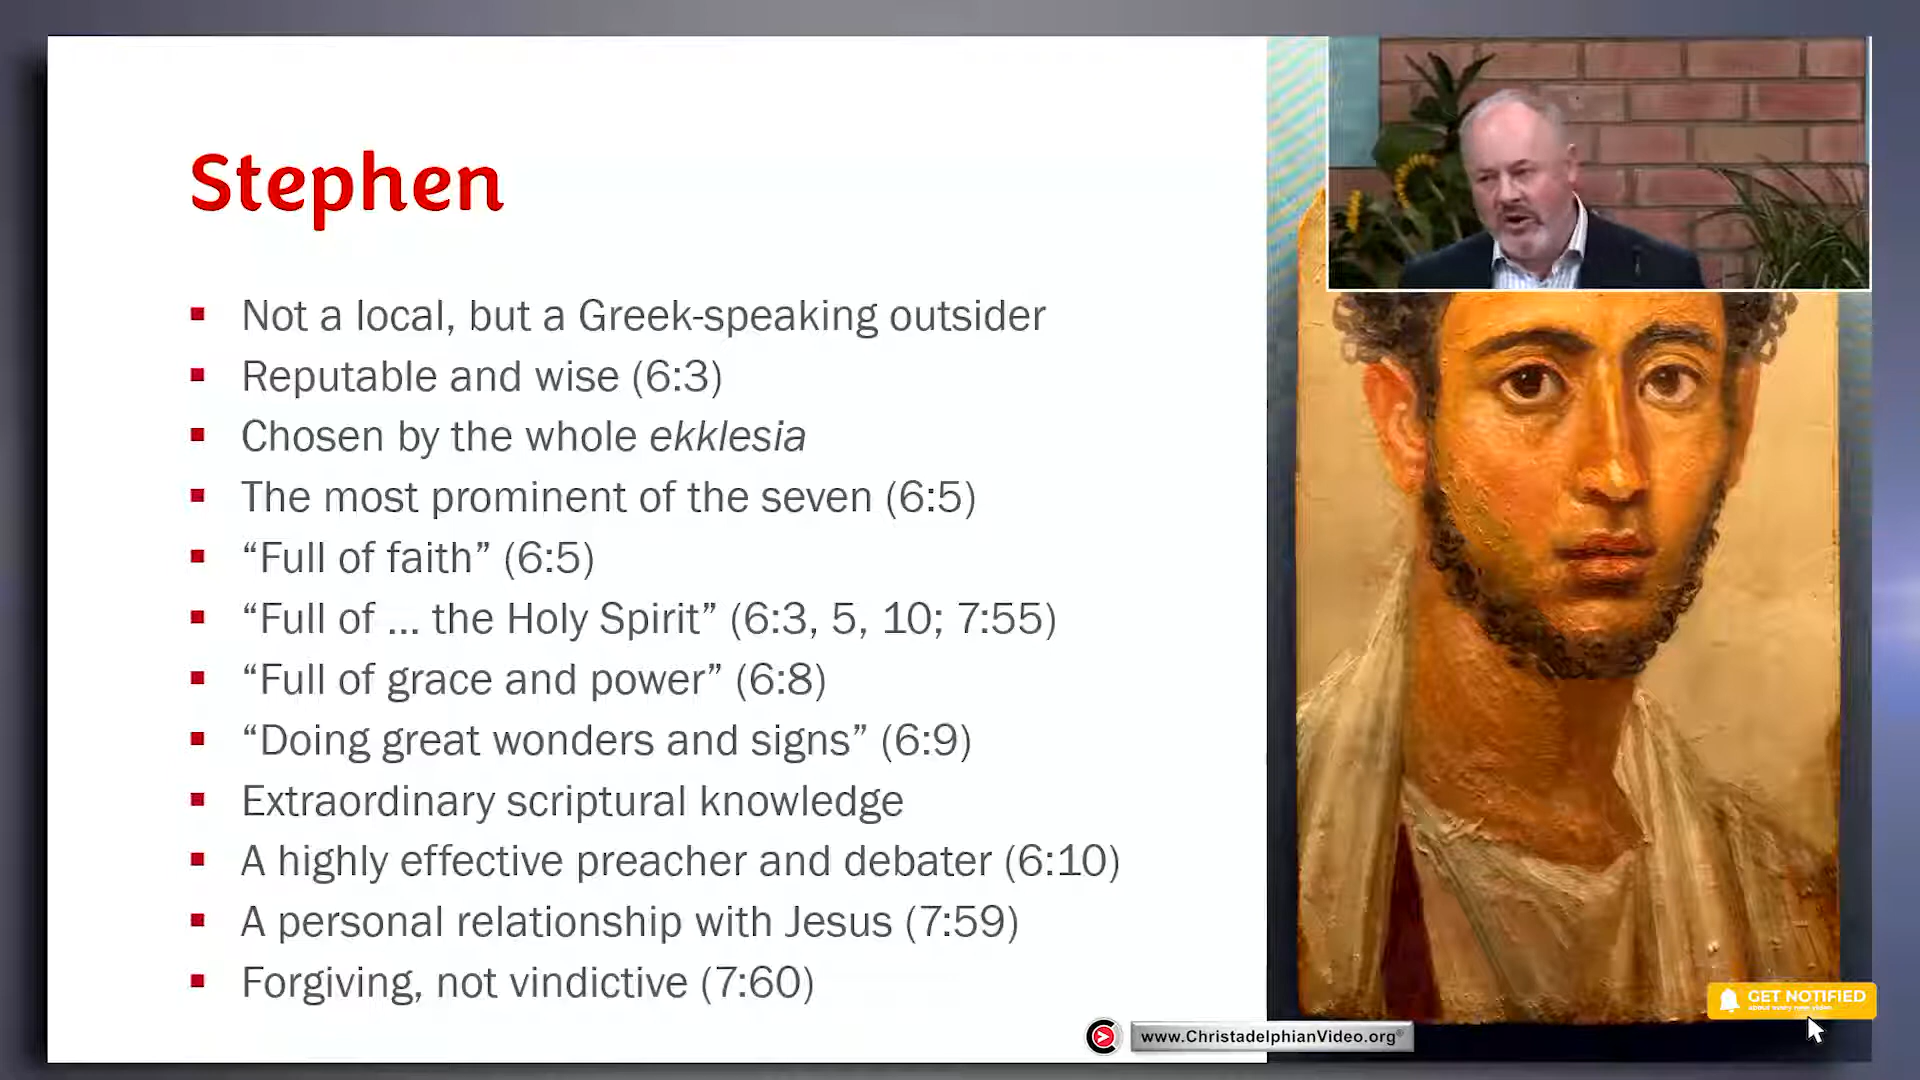 Stephen
▪ Not a local, but a Greek-speaking outsider
▪ Reputable and wise (6:3)
▪ Chosen by the whole ekklesia
▪ The most prominent of the seven (6:5)
▪ “Full of faith” (6:5)
▪ “Full of ... the Holy Spirit” (6:3, 5, 10; 7:55)
▪ “Full of grace and power” (6:8)
▪ “Doing great wonders and signs” (6:9)
▪ Extraordinary scriptural knowledge
▪ A highly effective preacher and debater (6:10)
▪ A personal relationship with Jesus (7:59)
▪ Forgiving, not vindictive (7:60)
GET NOTIFIED
about every new video
www.ChristadelphianVideo.org®